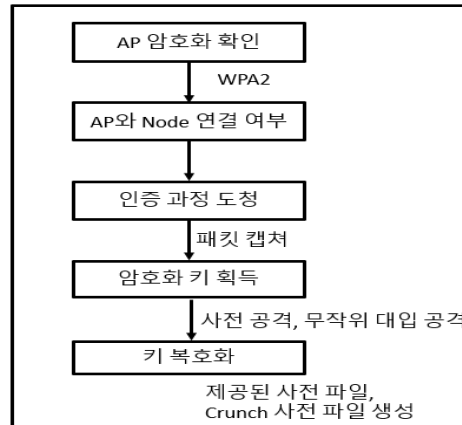 AP 암호화 확인
WPA2
AP와 Node 연결 여부
인증 과정 도청
패킷 캡쳐
암호화 키 획득
사전 공격, 무작위 대입 공격
키 복호화
제공된 사전 파일,
Crunch 사전 파일 생성